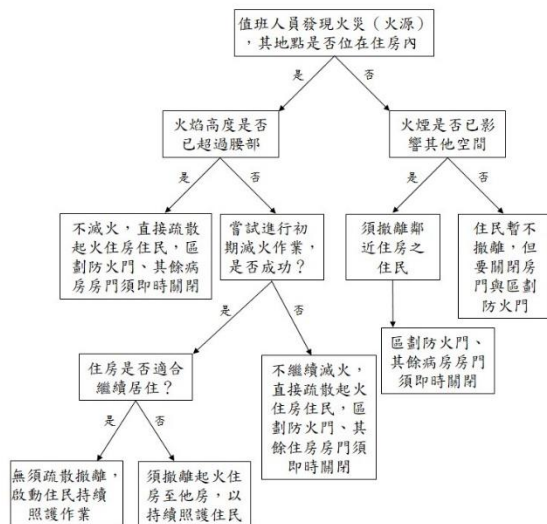 值班人員發現火災（火源）
，其地點是否位在住房內
是
否
火焰高度是否
已超過腰部
火煙是否已影
響其他空間
是
否
是
否
不滅火，直接疏散
起火住房住民，區
劃防火門、其餘病
房房門須即時關閉
嘗試進行初
期滅火作業，
是否成功？
須撤離鄰
近住房之
住民
住民暫不
撤離，但
要關閉房
門與區劃
防火門
是
否
住房是否適合
繼續居住？
不繼續滅火，
直接疏散起火
住房住民，區
劃防火門、其
餘住房房門須
即時關閉
區劃防火門、
其餘病房房門
須即時關閉
是
否
無須疏散撤離，
啟動住民持續
照護作業
須撤離起火住
房至他房，以
持續照護住民